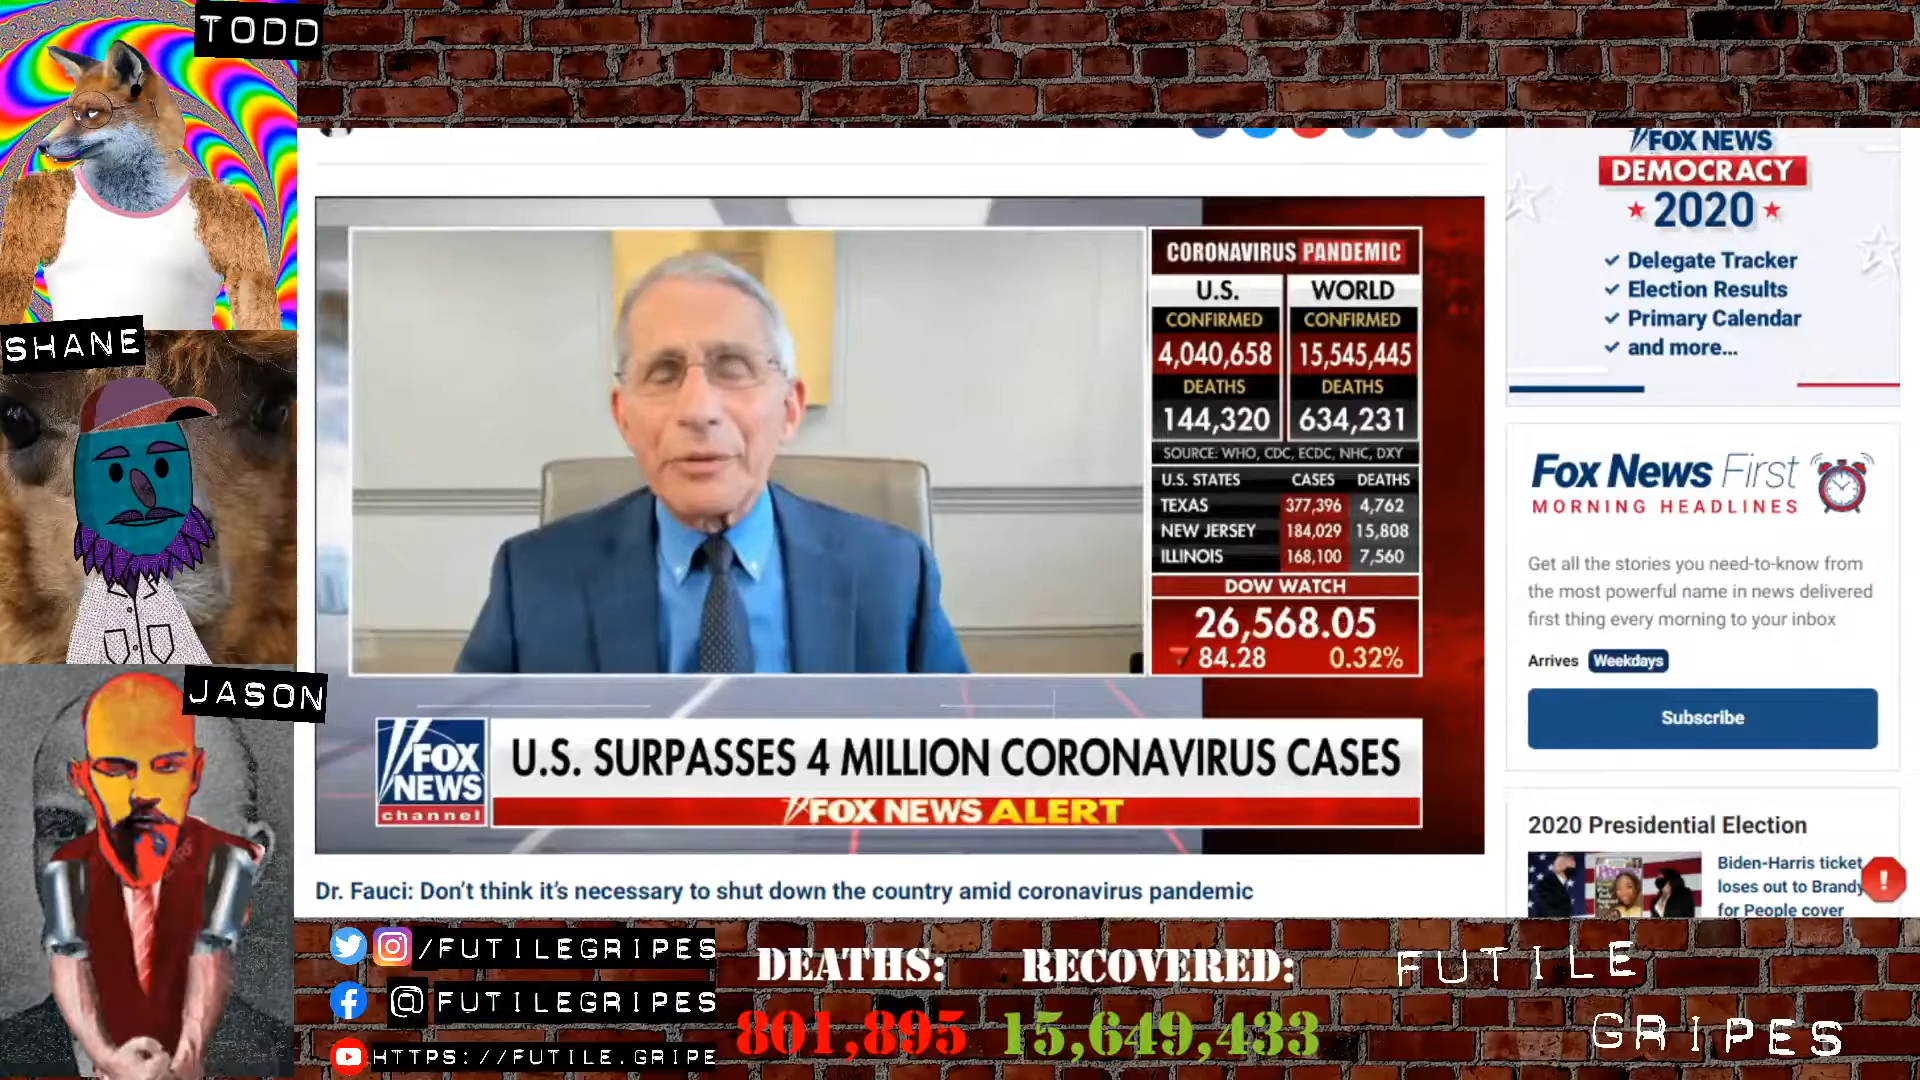 TODD
SHANE
JASON
FOX NEWS
DEMOCRACY
2020
Delegate Tracker
Election Results
Primary Calendar
and more...
CORONAVIRUS PANDEMIC
U.S. WORLD
CONFIRMED CONFIRMED
4,040,658 15,545,445
DEATHS DEATHS
144,320 634,231
SOURCE: WHO, CDC, ECDC, NHC, DXY
U.S. STATES CASES DEATHS
TEXAS 377,396 4,762
NEW JERSEY 184,029 15,808
ILLINOIS 168,100 7,560
DOW WATCH
26,568.05
84.28 0.32%
FOX
NEWS
channel
U.S. SURPASSES 4 MILLION CORONAVIRUS CASES
FOX NEWS ALERT
Dr. Fauci: Don't think it's necessary to shut down the country amid coronavirus pandemic
Fox News First
MORNING HEADLINES
Get all the stories you need-to-know from
the most powerful name in news delivered
first thing every morning to your inbox
Arrives Weekdays
Subscribe
2020 Presidential Election
Biden-Harris ticket
loses out to Brandy
for People cover
/FUTILEGRIPES
@FUTILEGRIPES
HTTPS://FUTILE.GRIPE
DEATHS: RECOVERED:
801,895 15,649,433
FUTILE
GRIPES